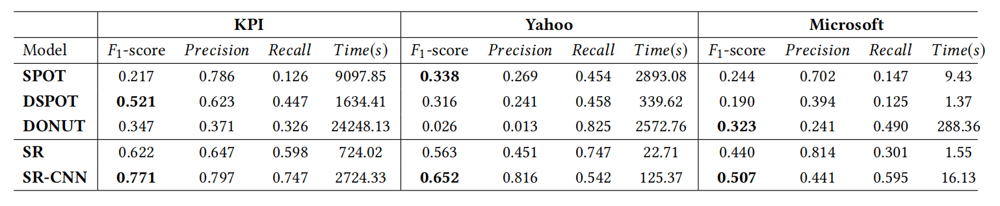 KPI Yahoo Microsoft
Model F1-score Precision Recall Time(s) F1-score Precision Recall Time(s) F1-score Precision Recall Time(s)
SPOT 0.217 0.786 0.126 9097.85 0.338 0.269 0.454 2893.08 0.244 0.702 0.147 9.43
DSPOT 0.521 0.623 0.447 1634.41 0.316 0.241 0.458 339.62 0.190 0.394 0.125 1.37
DONUT 0.347 0.371 0.326 24248.13 0.026 0.013 0.825 2572.76 0.323 0.241 0.490 288.36
SR 0.622 0.647 0.598 724.02 0.563 0.451 0.747 22.71 0.440 0.814 0.301 1.55
SR-CNN 0.771 0.797 0.747 2724.33 0.652 0.816 0.542 125.37 0.507 0.441 0.595 16.13